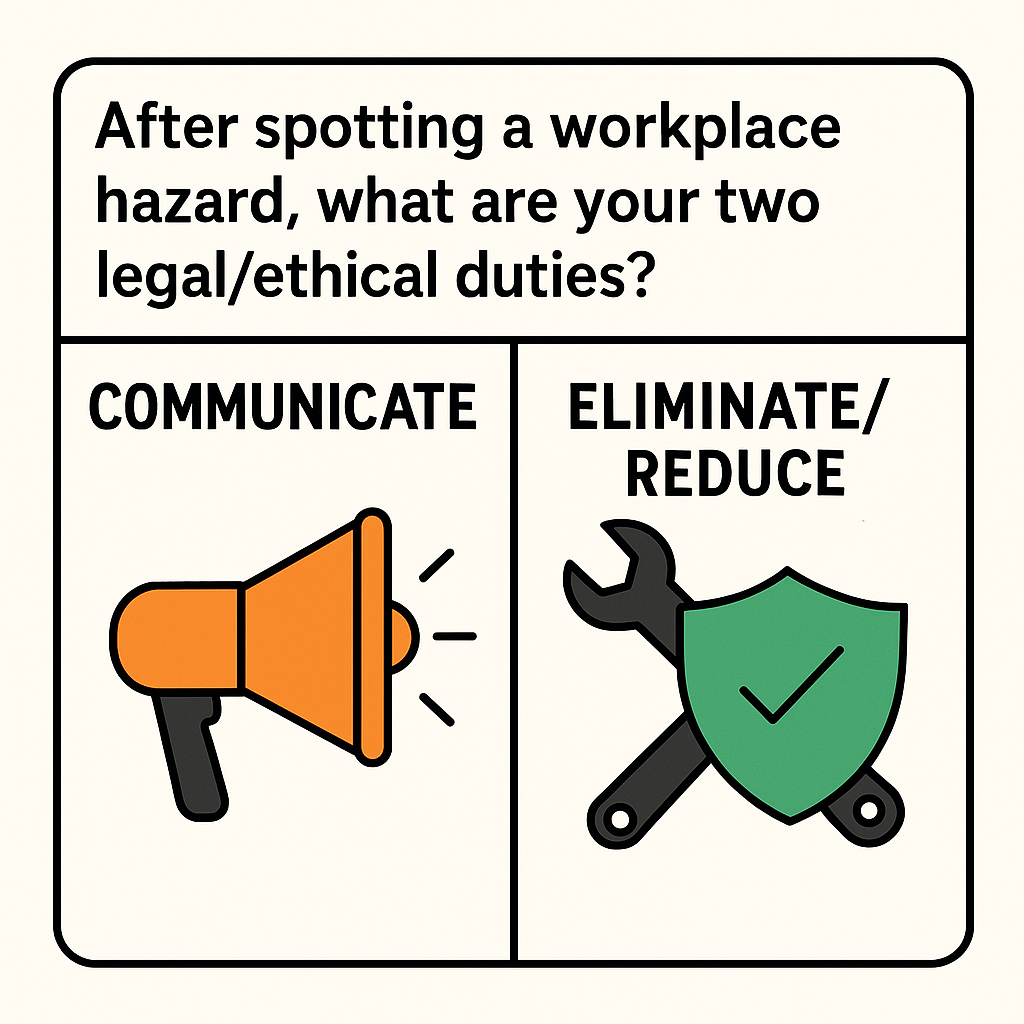 After spotting a workplace
hazard, what are your two
legal/ethical duties?
COMMUNICATE
ELIMINATE/
REDUCE